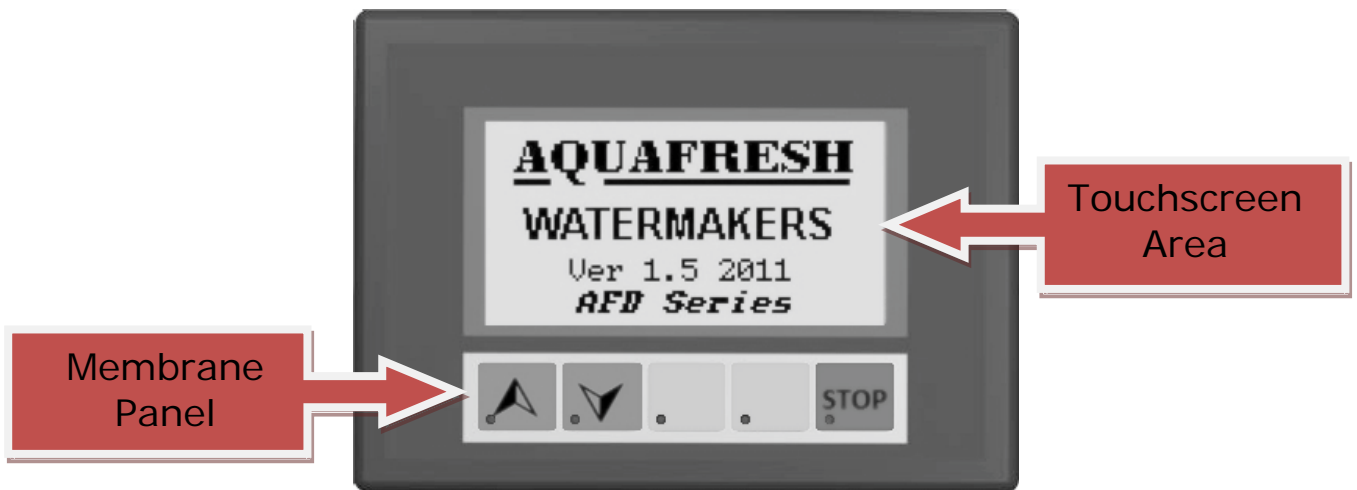 AQUAFRESH
WATERMAKERS
Ver 1.5 2011
AFD Series
Touchscreen
Area
Membrane
Panel
STOP